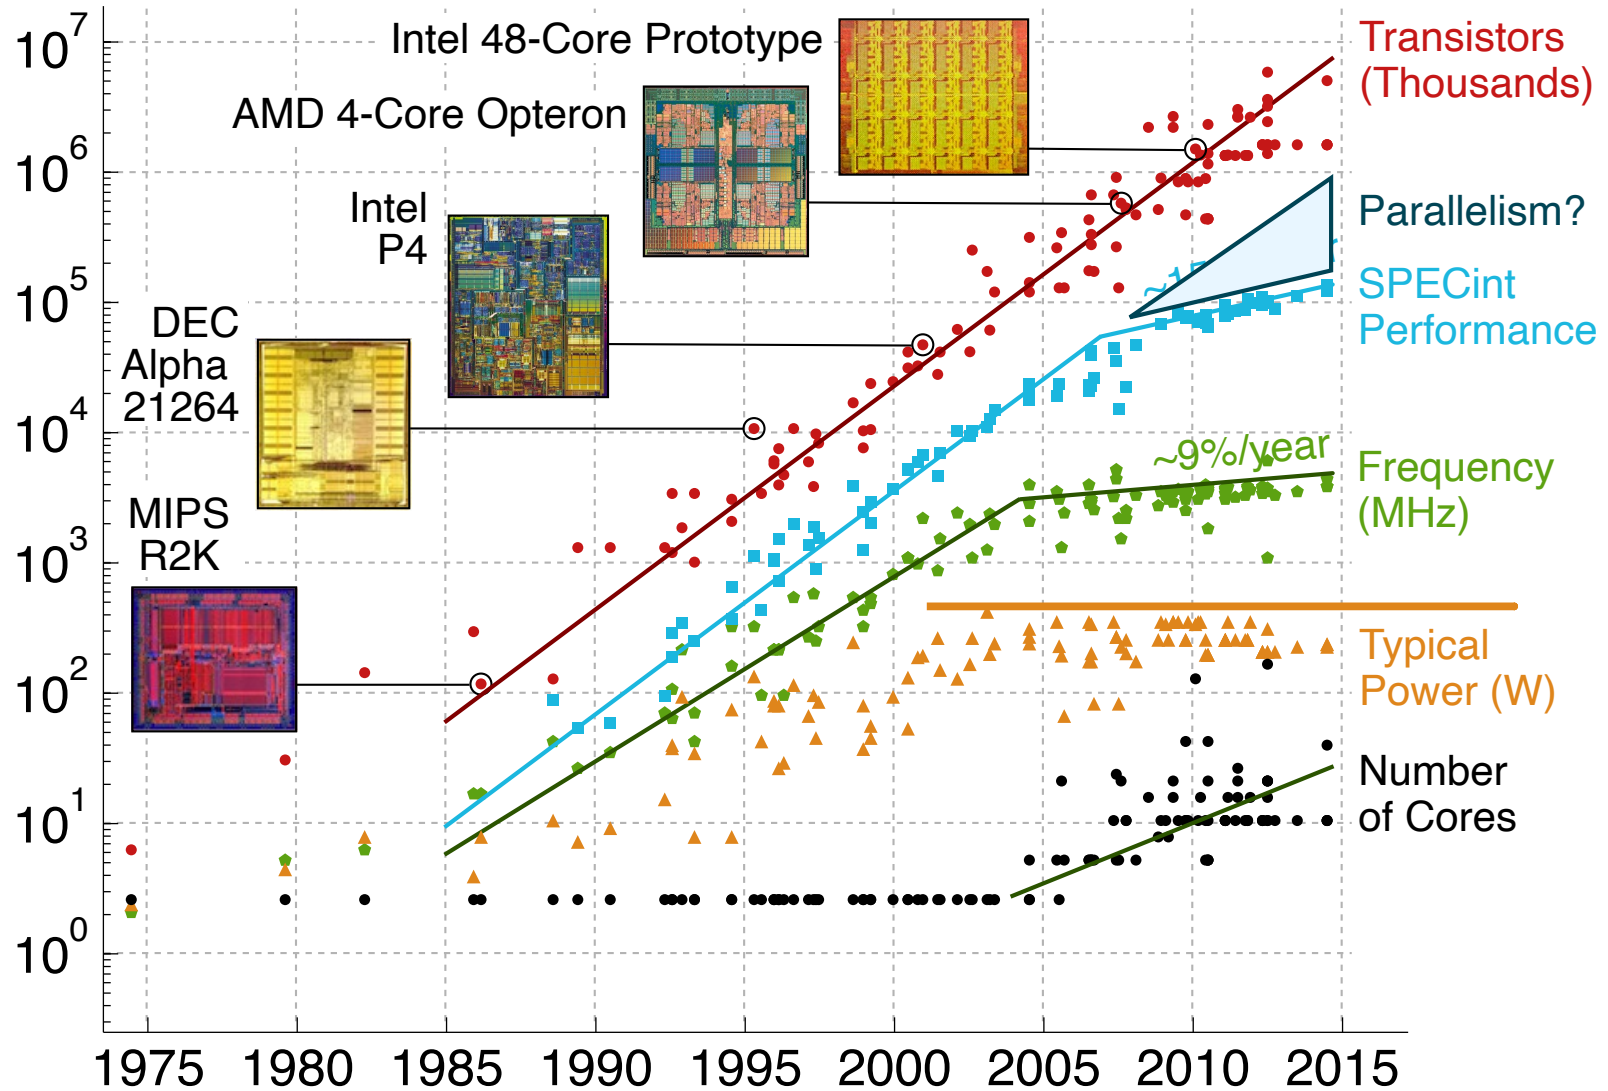 Intel 48-Core Prototype
AMD 4-Core Opteron
Intel
P4
DEC
Alpha
21264
MIPS
R2K
Transistors
(Thousands)
Parallelism?
SPECint
Performance
~9%/year
Frequency
(MHz)
Typical
Power (W)
Number
of Cores
10^7
10^6
10^5
10^4
10^3
10^2
10^1
10^0
1975 1980 1985 1990 1995 2000 2005 2010 2015